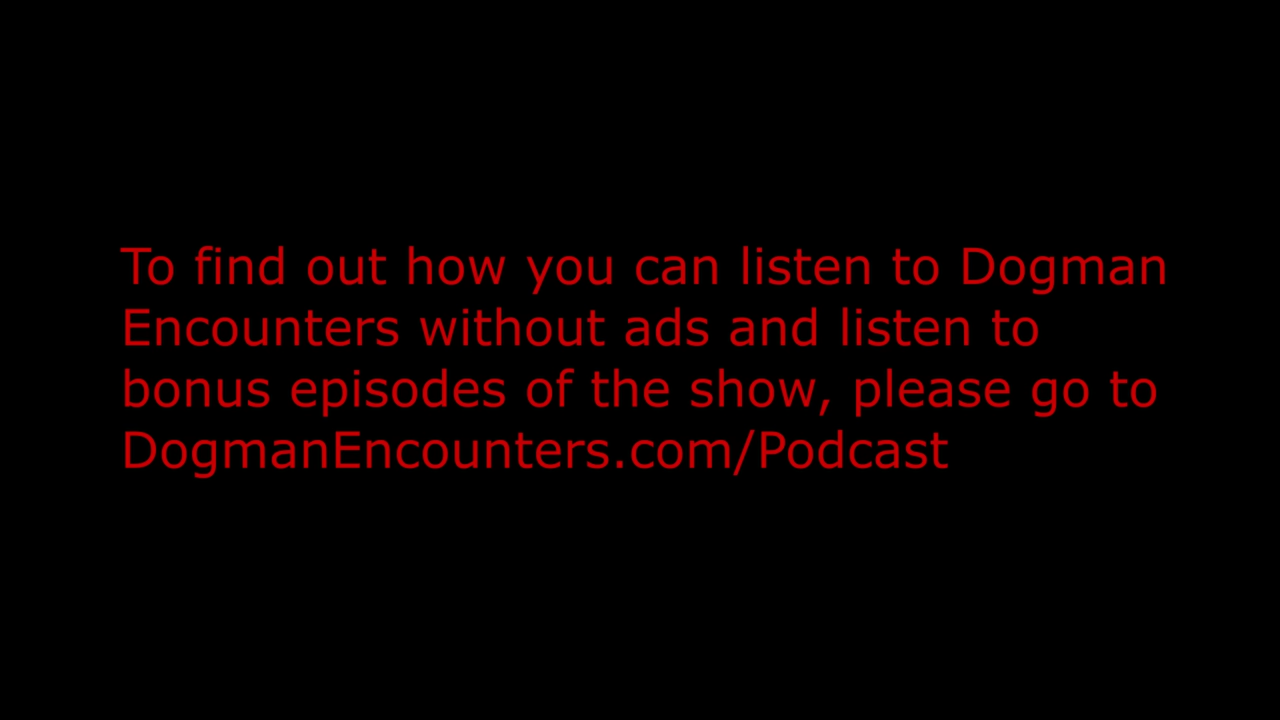 To find out how you can listen to Dogman
Encounters without ads and listen to
bonus episodes of the show, please go to
DogmanEncounters.com/Podcast